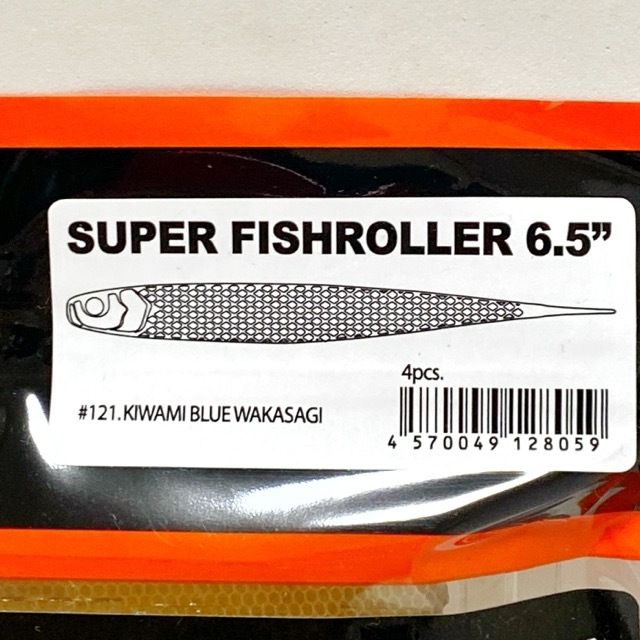 SUPER FISHROLLER 6.5”
4pcs.
#121.KIWAMI BLUE WAKASAGI
4 570049 128059